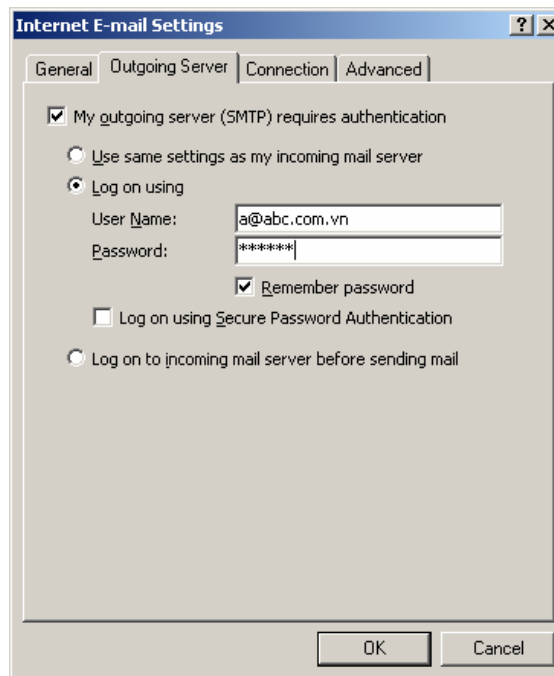 Internet E-mail Settings
General Outgoing Server Connection Advanced
My outgoing server (SMTP) requires authentication
Use same settings as my incoming mail server
Log on using
User Name: a@abc.com.vn
Password: ******
Remember password
Log on using Secure Password Authentication
Log on to incoming mail server before sending mail
OK Cancel